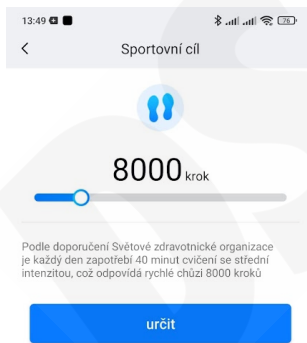 13:49
76
Sportovní cíl
8000 krok
Podle doporučení Světové zdravotnické organizace
je každý den zapotřebí 40 minut cvičení se střední
intenzitou, což odpovídá rychlé chůzi 8000 kroků
určit